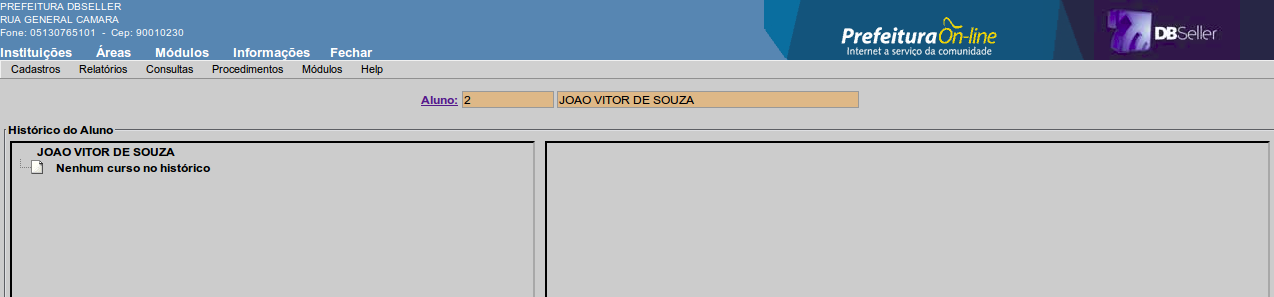 PREFEITURA DBSELLER
RUA GENERAL CAMARA
Fone: 05130765101 - Cep: 90010230
Prefeitura On-line
Internet a serviço da comunidade
DBSeller
Instituições Áreas Módulos Informações Fechar
Cadastros Relatórios Consultas Procedimentos Módulos Help
Aluno: 2 JOAO VITOR DE SOUZA
Histórico do Aluno
JOAO VITOR DE SOUZA
Nenhum curso no histórico